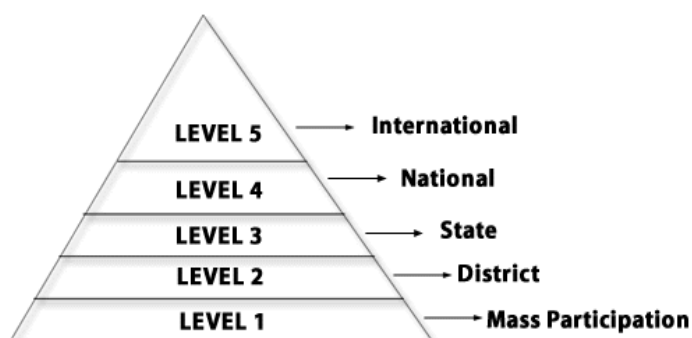 LEVEL 5
International
LEVEL 4
National
LEVEL 3
State
LEVEL 2
District
LEVEL 1
Mass Participation